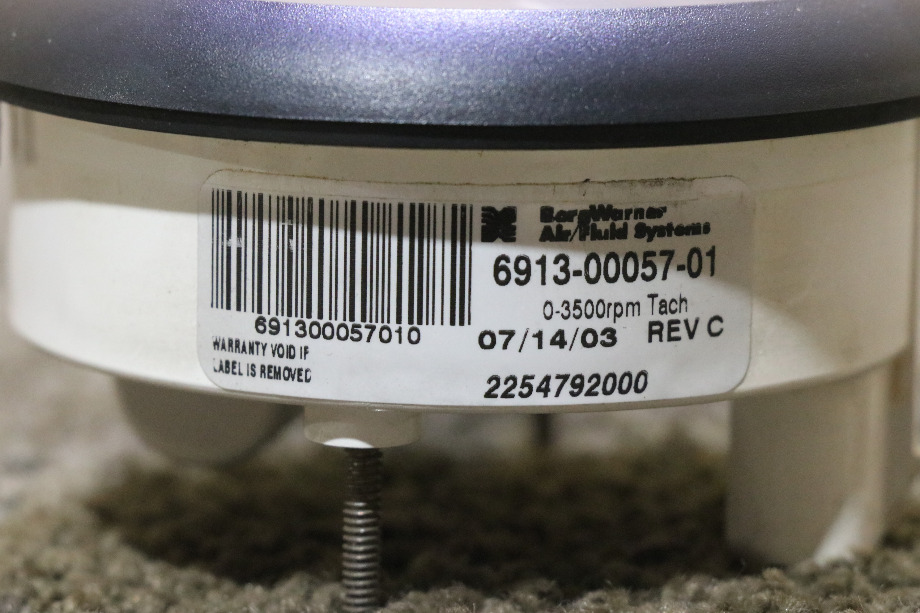 BorgWarner
Air/Fluid Systems
6913-00057-01
0-3500rpm Tach
691300057010
07/14/03 REV C
WARRANTY VOID IF
LABEL IS REMOVED
2254792000